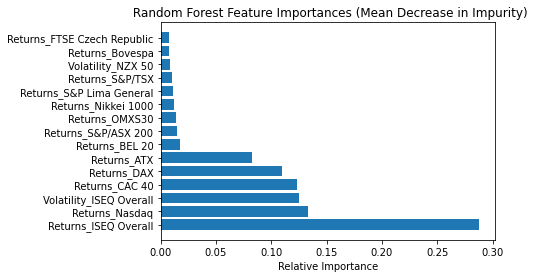 Random Forest Feature Importances (Mean Decrease in Impurity)
Returns_FTSE Czech Republic
Returns_Bovespa
Volatility_NZX 50
Returns_S&P/TSX
Returns_S&P Lima General
Returns_Nikkei 1000
Returns_OMXS30
Returns_S&P/ASX 200
Returns_BEL 20
Returns_ATX
Returns_DAX
Returns_CAC 40
Volatility_ISEQ Overall
Returns_Nasdaq
Returns_ISEQ Overall
0.00 0.05 0.10 0.15 0.20 0.25 0.30
Relative Importance